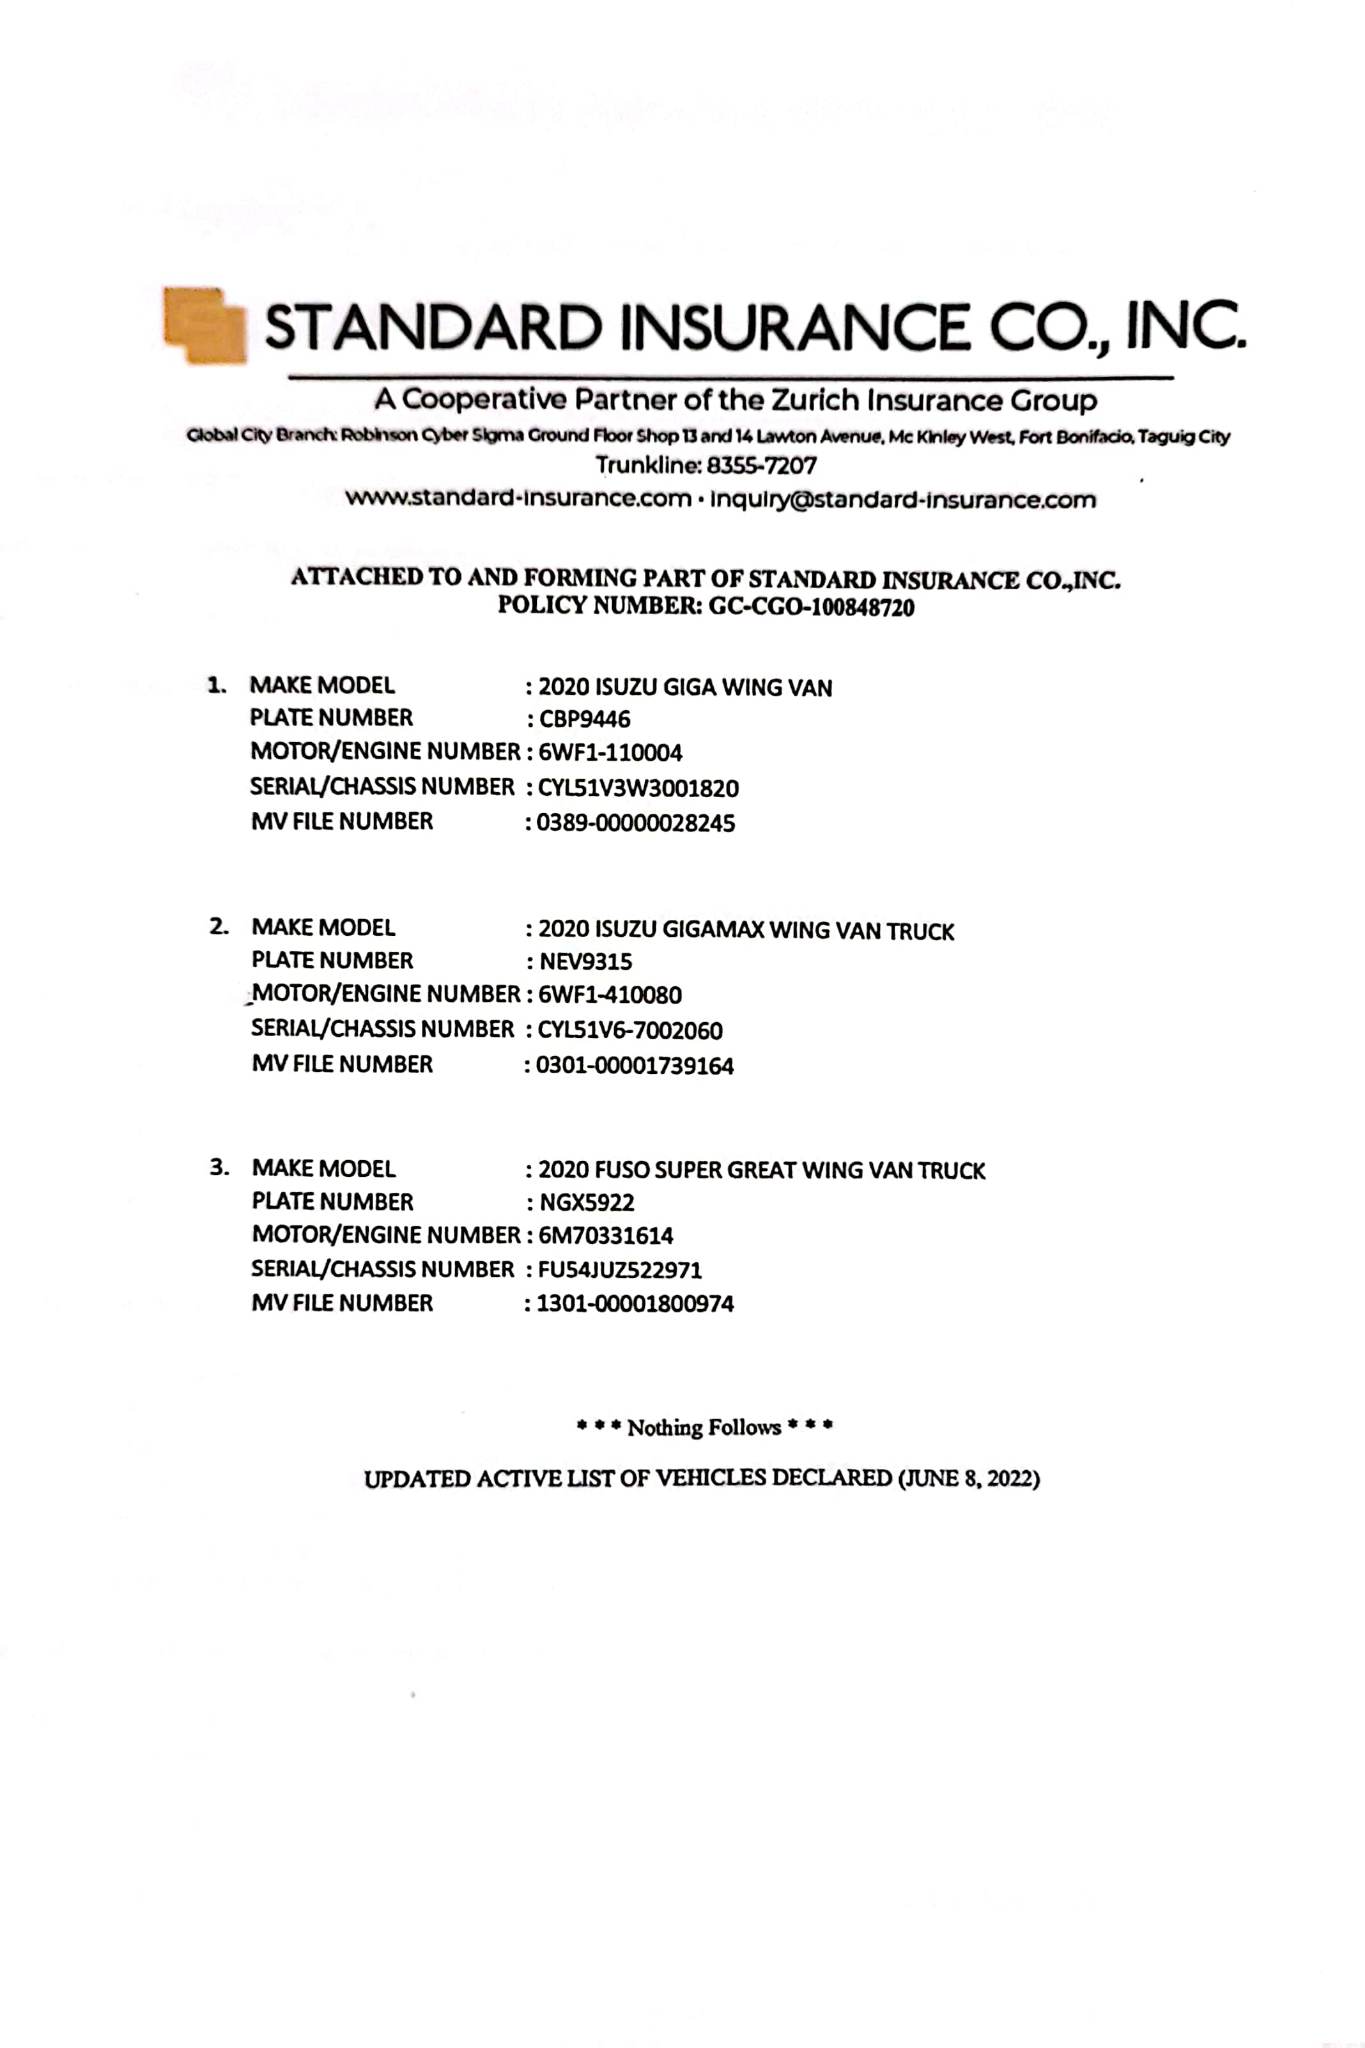 STANDARD INSURANCE CO., INC.
A Cooperative Partner of the Zurich Insurance Group
Global City Branch: Robinson Cyber Sigma Ground Floor Shop 13 and 14 Lawton Avenue, Mc Kinley West, Fort Bonifacio, Taguig City
Trunkline: 8355-7207
www.standard-insurance.com • inquiry@standard-insurance.com
ATTACHED TO AND FORMING PART OF STANDARD INSURANCE CO.,INC.
POLICY NUMBER: GC-CGO-100848720
1. MAKE MODEL : 2020 ISUZU GIGA WING VAN
PLATE NUMBER : CBP9446
MOTOR/ENGINE NUMBER : 6WF1-110004
SERIAL/CHASSIS NUMBER : CYL51V3W3001820
MV FILE NUMBER : 0389-00000028245
2. MAKE MODEL : 2020 ISUZU GIGAMAX WING VAN TRUCK
PLATE NUMBER : NEV9315
MOTOR/ENGINE NUMBER : 6WF1-410080
SERIAL/CHASSIS NUMBER : CYL51V6-7002060
MV FILE NUMBER : 0301-00001739164
3. MAKE MODEL : 2020 FUSO SUPER GREAT WING VAN TRUCK
PLATE NUMBER : NGX5922
MOTOR/ENGINE NUMBER : 6M70331614
SERIAL/CHASSIS NUMBER : FU54JUZ522971
MV FILE NUMBER : 1301-00001800974
* * * Nothing Follows * * *
UPDATED ACTIVE LIST OF VEHICLES DECLARED (JUNE 8, 2022)